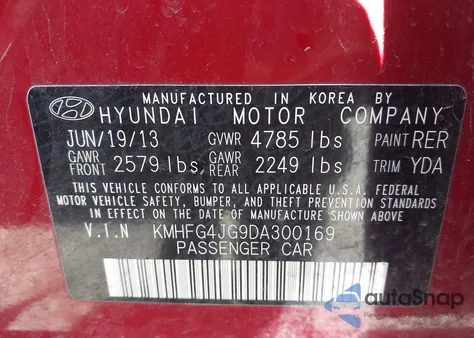 MANUFACTURED IN KOREA BY
HYUNDAI MOTOR COMPANY
JUN/19/13 GVWR 4785 lbs PAINT RER
GAWR FRONT 2579 lbs GAWR REAR 2249 lbs TRIM YDA
THIS VEHICLE CONFORMS TO ALL APPLICABLE U.S.A. FEDERAL
MOTOR VEHICLE SAFETY, BUMPER, AND THEFT PREVENTION
STANDARDS IN EFFECT ON THE DATE OF MANUFACTURE
SHOWN ABOVE.
V.I.N KMHFG4JG9DA300169
PASSENGER CAR
autoSnap